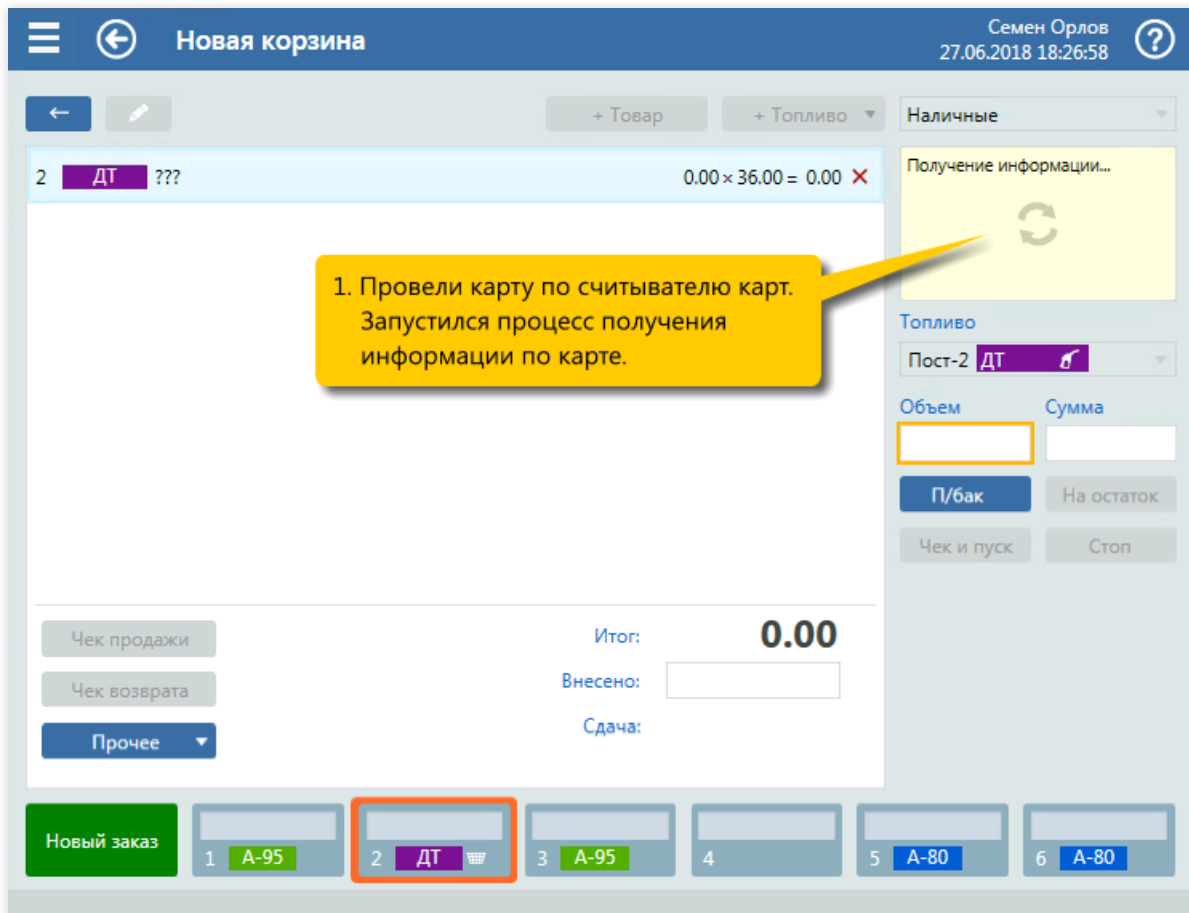 Новая корзина
Семен Орлов
27.06.2018 18:26:58
?
+ Товар
+ Топливо
Наличные
2 ДТ ???
0.00 × 36.00 = 0.00
Получение информации...
1. Провели карту по считывателю карт.
Запустился процесс получения
информации по карте.
Топливо
Пост-2 ДТ
Объем Сумма
П/бак На остаток
Чек и пуск Стоп
Чек продажи
Итог: 0.00
Чек возврата
Внесено:
Прочее
Сдача:
Новый заказ
1 А-95
2 ДТ
3 А-95
4
5 А-80
6 А-80